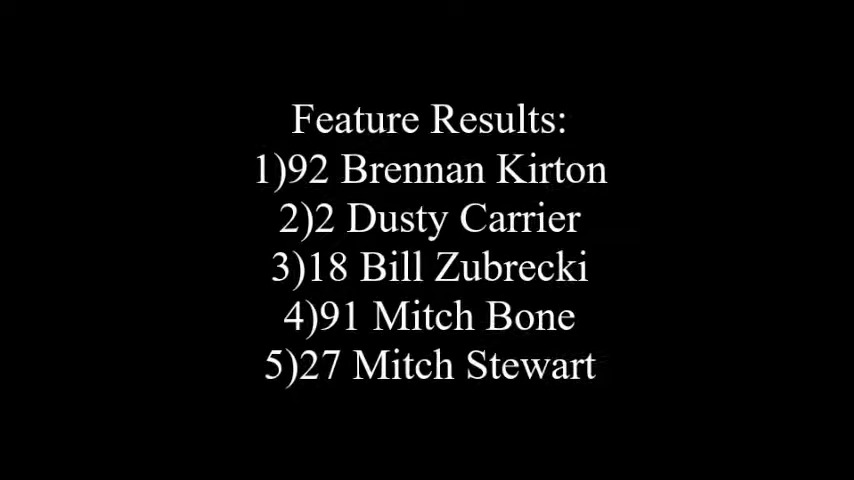 Feature Results:
1)92 Brennan Kirton
2)2 Dusty Carrier
3)18 Bill Zubrecki
4)91 Mitch Bone
5)27 Mitch Stewart